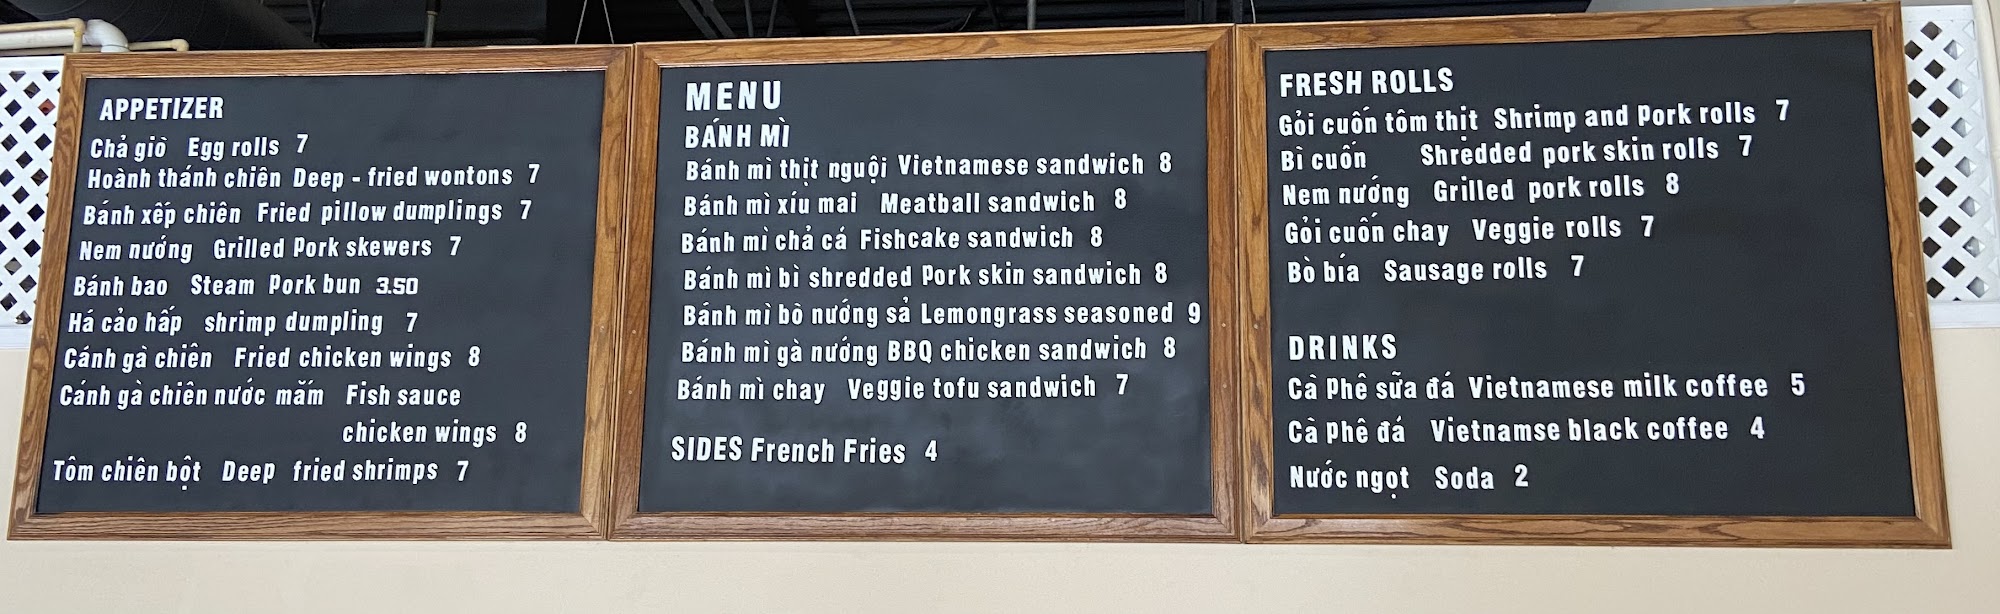 APPETIZER
Chả giò Egg rolls 7
Hoành thánh chiên Deep - fried wontons 7
Bánh xếp chiên Fried pillow dumplings 7
Nem nướng Grilled Pork skewers 7
Bánh bao Steam Pork bun 3.50
Há cảo hấp shrimp dumpling 7
Cánh gà chiên Fried chicken wings 8
Cánh gà chiên nước mắm Fish sauce
chicken wings 8
Tôm chiên bột Deep fried shrimps 7
MENU
BÁNH MÌ
Bánh mì thịt nguội Vietnamese sandwich 8
Bánh mì xíu mai Meatball sandwich 8
Bánh mì chả cá Fishcake sandwich 8
Bánh mì bì shredded Pork skin sandwich 8
Bánh mì bò nướng sả Lemongrass seasoned 9
Bánh mì gà nướng BBQ chicken sandwich 8
Bánh mì chay Veggie tofu sandwich 7
SIDES French Fries 4
FRESH ROLLS
Gỏi cuốn tôm thịt Shrimp and Pork rolls 7
Bì cuốn Shredded pork skin rolls 7
Nem nướng Grilled pork rolls 8
Gỏi cuốn chay Veggie rolls 7
Bò bía Sausage rolls 7
DRINKS
Cà Phê sữa đá Vietnamese milk coffee 5
Cà Phê đá Vietnamse black coffee 4
Nước ngọt Soda 2